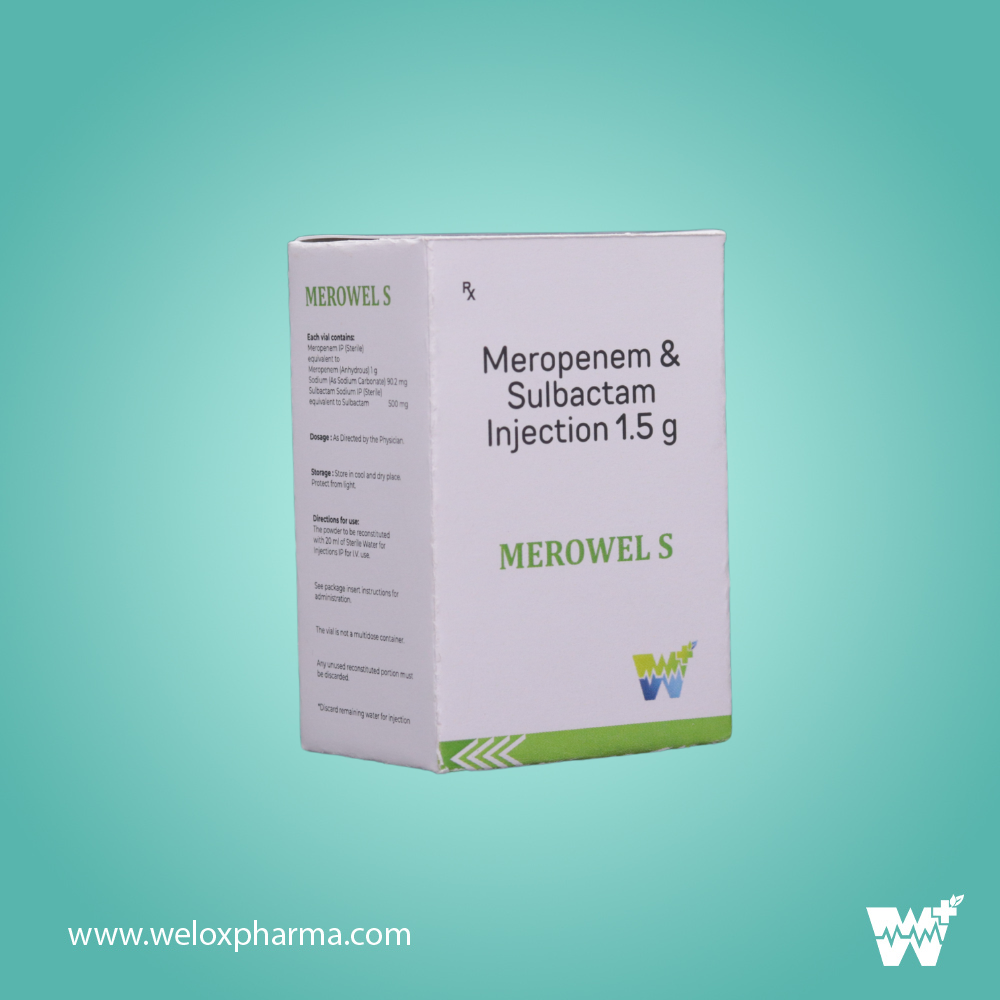 MEROWEL S
Each vial contains:
Meropenem IP (Sterile)
equivalent to
Meropenem (Anhydrous) 1 g
Sodium (As Sodium Carbonate) 90.2 mg
Sulbactam Sodium IP (Sterile)
equivalent to Sulbactam 500 mg
Dosage : As Directed by the Physician
Storage : Store in cool and dry place.
Protect from light.
Directions for use:
The powder to be reconstituted
with 20 ml of Sterile Water for
Injections IP for I.V. use.
See package insert instructions for
administration.
The vial is not a multidose container
Any unused reconstituted portion must
be discarded.
*Discard remaining water for injection
Rx
Meropenem &
Sulbactam
Injection 1.5 g
MEROWEL S
W
www.weloxpharma.com
W